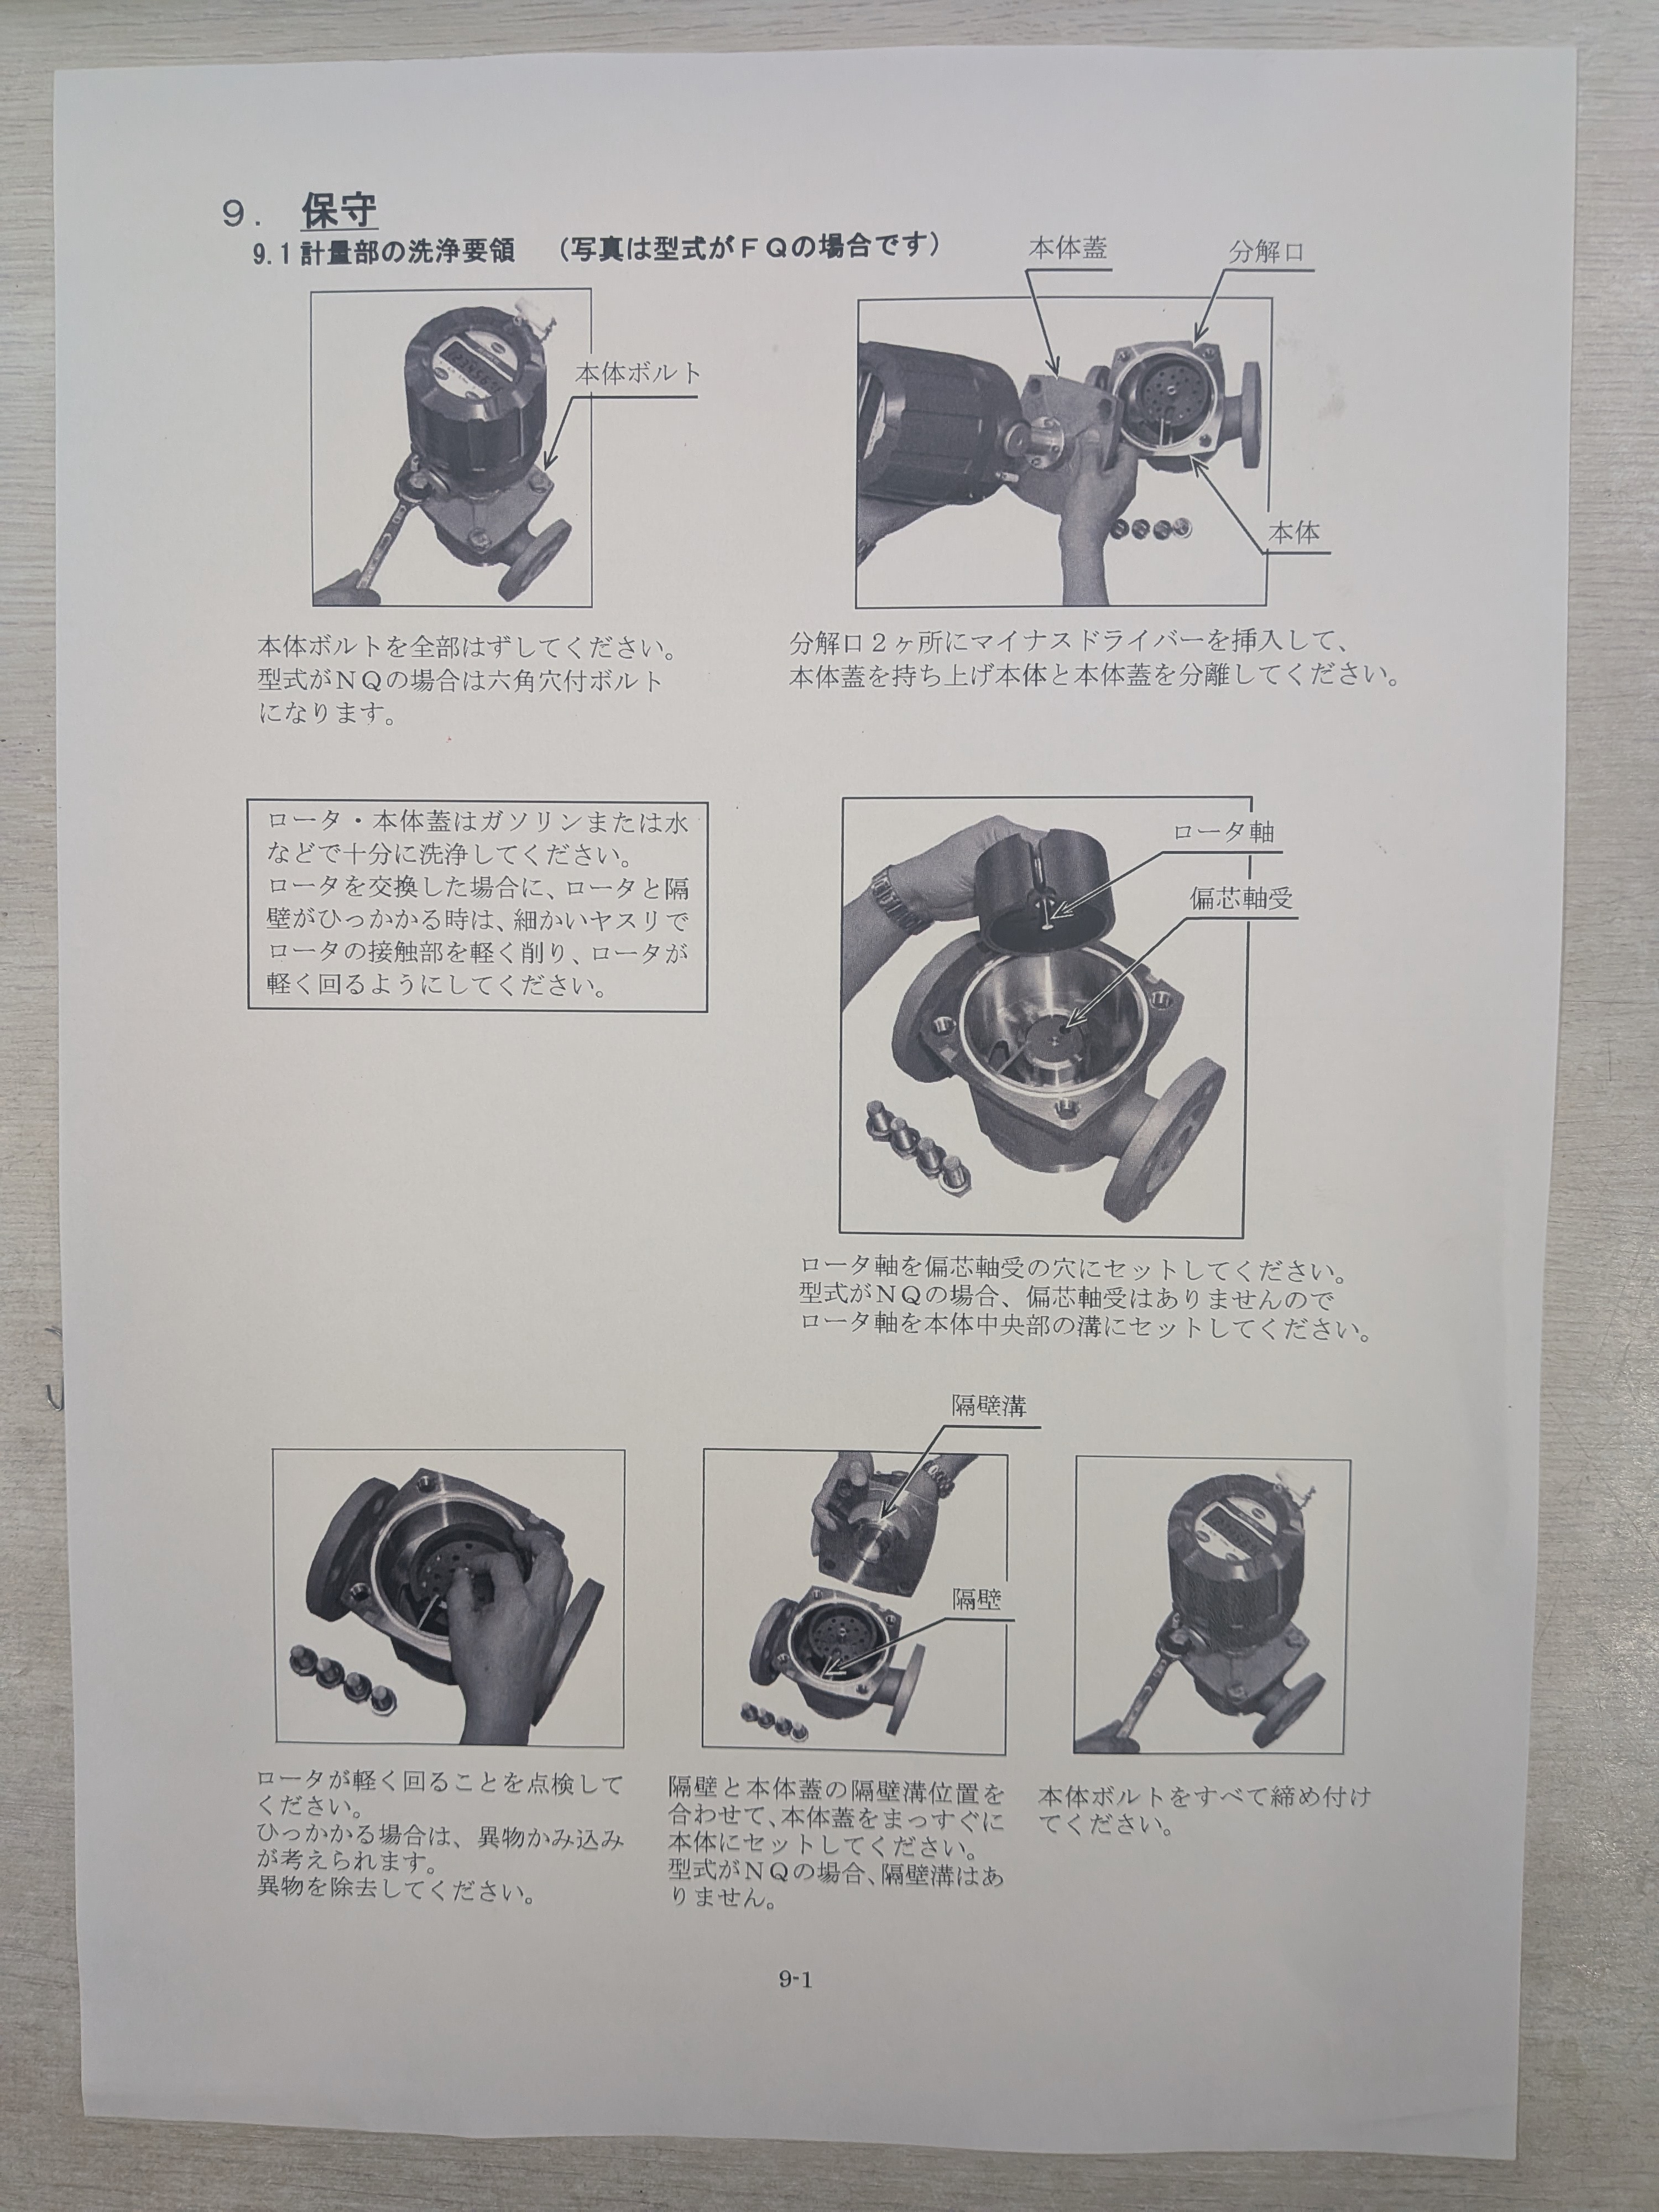 ９． 保守
9.1 計量部の洗浄要領 （写真は型式がＦＱの場合です）
本体蓋
分解口
本体ボルト
本体
本体ボルトを全部はずしてください。
型式がＮＱの場合は六角穴付ボルト
になります。
分解口２ヶ所にマイナスドライバーを挿入して、
本体蓋を持ち上げ本体と本体蓋を分離してください。
ロータ・本体蓋はガソリンまたは水
などで十分に洗浄してください。
ロータを交換した場合に、ロータと隔
壁がひっかかる時は、細かいヤスリで
ロータの接触部を軽く削り、ロータが
軽く回るようにしてください。
ロータ軸
偏芯軸受
ロータ軸を偏芯軸受の穴にセットしてください。
型式がＮＱの場合、偏芯軸受はありませんので
ロータ軸を本体中央部の溝にセットしてください。
隔壁溝
隔壁
ロータが軽く回ることを点検して
ください。
ひっかかる場合は、異物かみ込み
が考えられます。
異物を除去してください。
隔壁と本体蓋の隔壁溝位置を
合わせて、本体蓋をまっすぐに
本体にセットしてください。
型式がＮＱの場合、隔壁溝はあ
りません。
本体ボルトをすべて締め付け
てください。
9-1